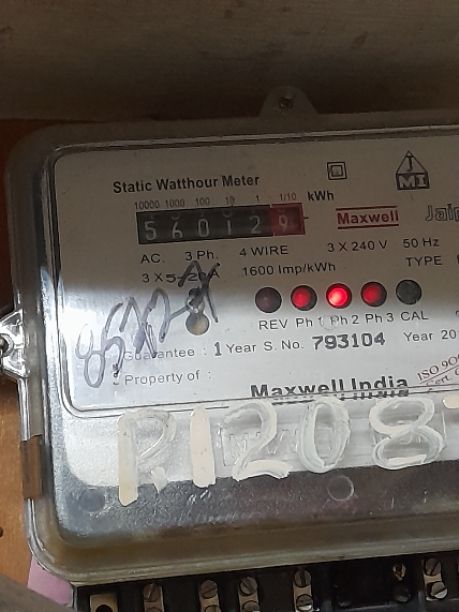 Static Watthour Meter
10000 1000 100 10 1 1/10 kWh
5 6 0 1 2 9
Maxwell
AC. 3 Ph. 4 WIRE 3 X 240 V 50 Hz
1600 Imp/kWh TYPE
REV Ph 1 Ph 2 Ph 3 CAL
Guarantee : 1 Year S. No. 793104 Year 20
Property of :
Maxwell India
ISO 900